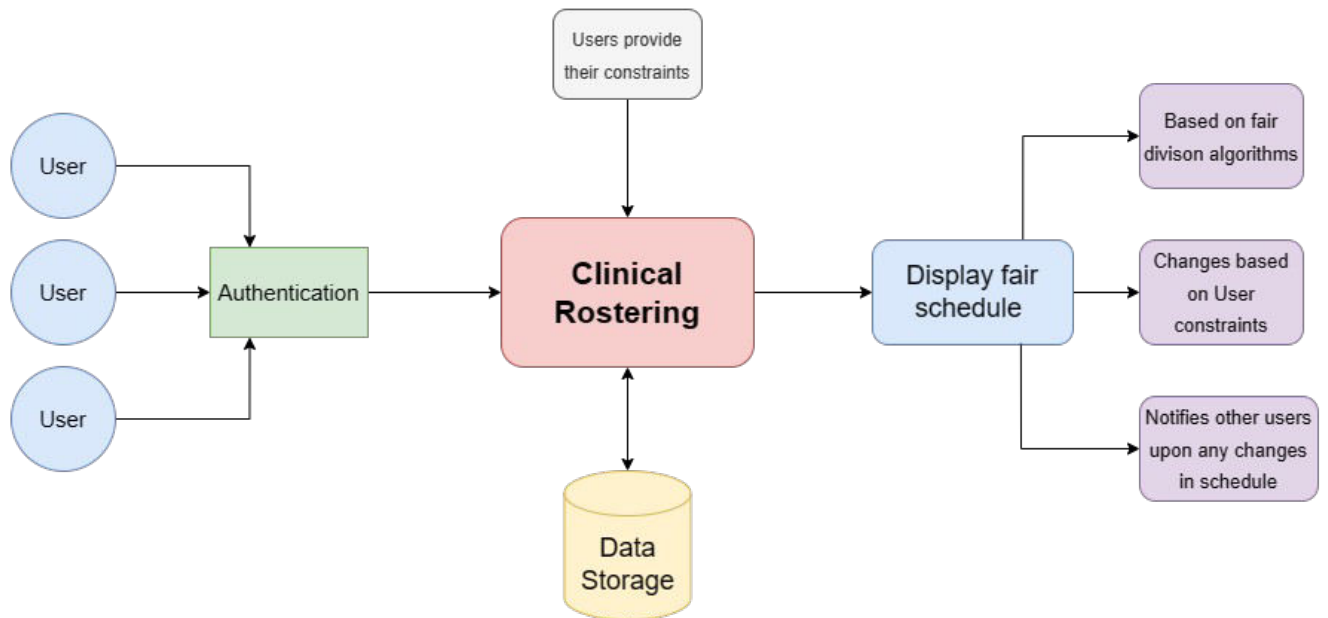 Users provide
their constraints
User
User
User
Authentication
Clinical
Rostering
Data
Storage
Display fair
schedule
Based on fair
divison algorithms
Changes based
on User
constraints
Notifies other users
upon any changes
in schedule